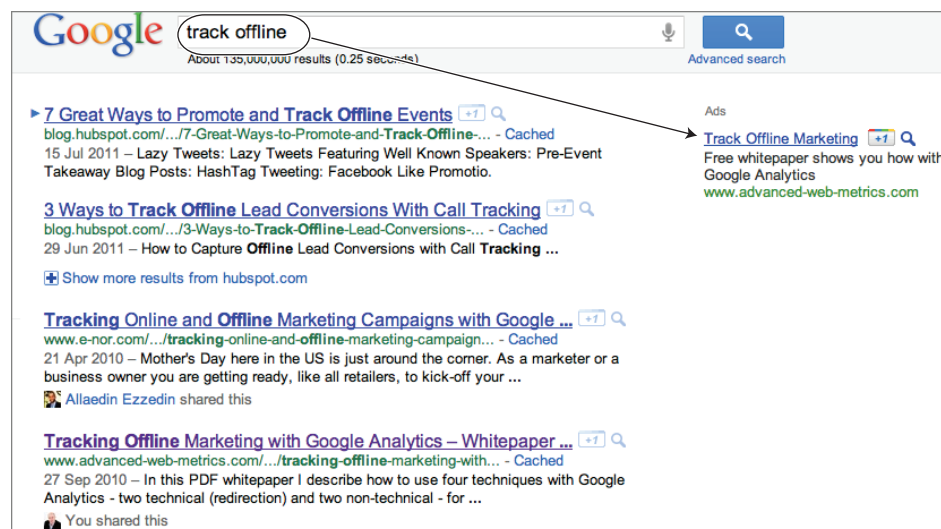 Google
track offline
About 135,000,000 results (0.25 seconds)
Advanced search
7 Great Ways to Promote and Track Offline Events +1
blog.hubspot.com/.../7-Great-Ways-to-Promote-and-Track-Offline-... - Cached
15 Jul 2011 – Lazy Tweets: Lazy Tweets Featuring Well Known Speakers: Pre-Event
Takeaway Blog Posts: HashTag Tweeting: Facebook Like Promotio.
3 Ways to Track Offline Lead Conversions With Call Tracking +1
blog.hubspot.com/.../3-Ways-to-Track-Offline-Lead-Conversions-... - Cached
29 Jun 2011 – How to Capture Offline Lead Conversions with Call Tracking ...
Show more results from hubspot.com
Tracking Online and Offline Marketing Campaigns with Google ... +1
www.e-nor.com/.../tracking-online-and-offline-marketing-campaign... - Cached
21 Apr 2010 – Mother's Day here in the US is just around the corner. As a marketer or a
business owner you are getting ready, like all retailers, to kick-off your ...
Allaedin Ezzedin shared this
Tracking Offline Marketing with Google Analytics – Whitepaper ... +1
www.advanced-web-metrics.com/.../tracking-offline-marketing-with... - Cached
27 Sep 2010 – In this PDF whitepaper I describe how to use four techniques with Google
Analytics - two technical (redirection) and two non-technical - for ...
You shared this
Ads
Track Offline Marketing +1
Free whitepaper shows you how with
Google Analytics
www.advanced-web-metrics.com